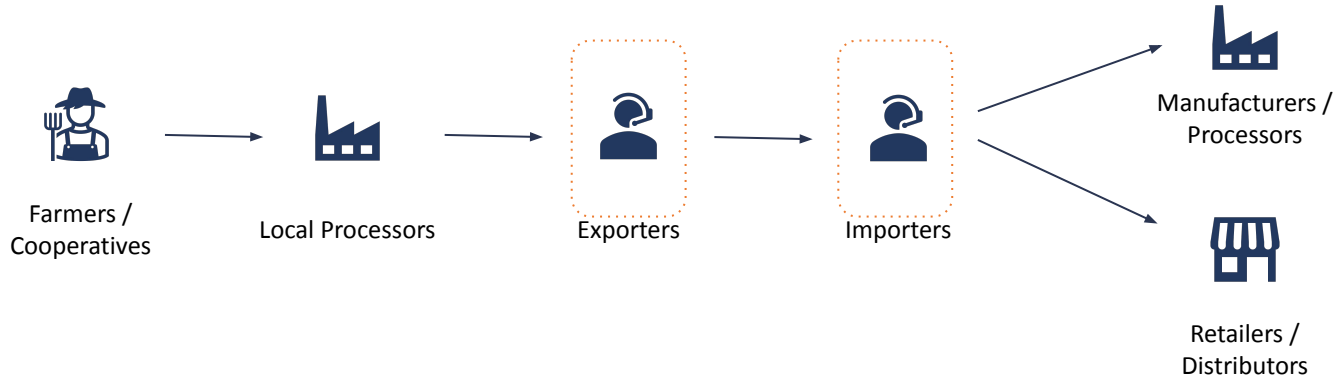 Farmers /
Cooperatives
Local Processors
Exporters
Importers
Manufacturers /
Processors
Retailers /
Distributors